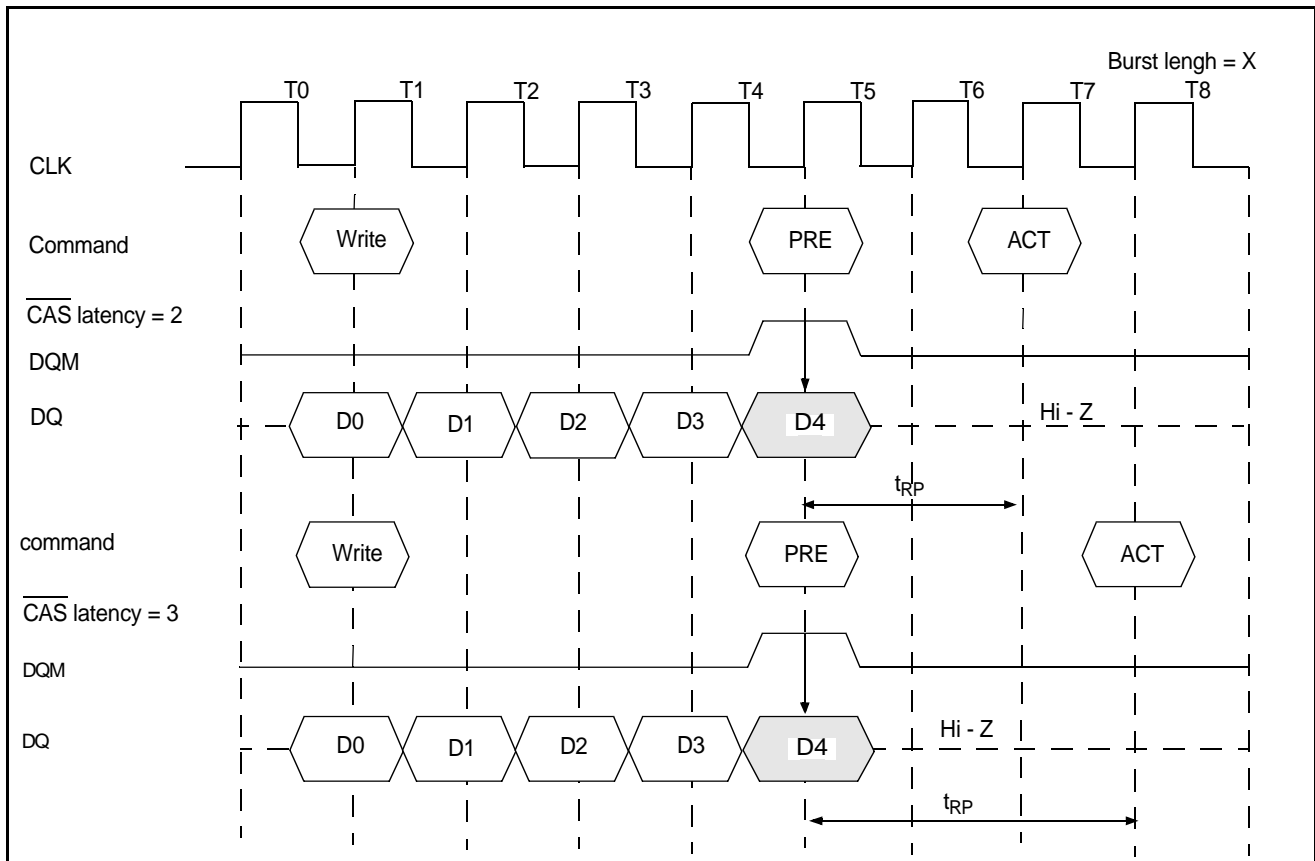 Burst lengh = X
T0 T1 T2 T3 T4 T5 T6 T7 T8
CLK
Command Write PRE ACT
CAS latency = 2
DQM
DQ D0 D1 D2 D3 D4 Hi - Z
tRP
command Write PRE ACT
CAS latency = 3
DQM
DQ D0 D1 D2 D3 D4 Hi - Z
tRP